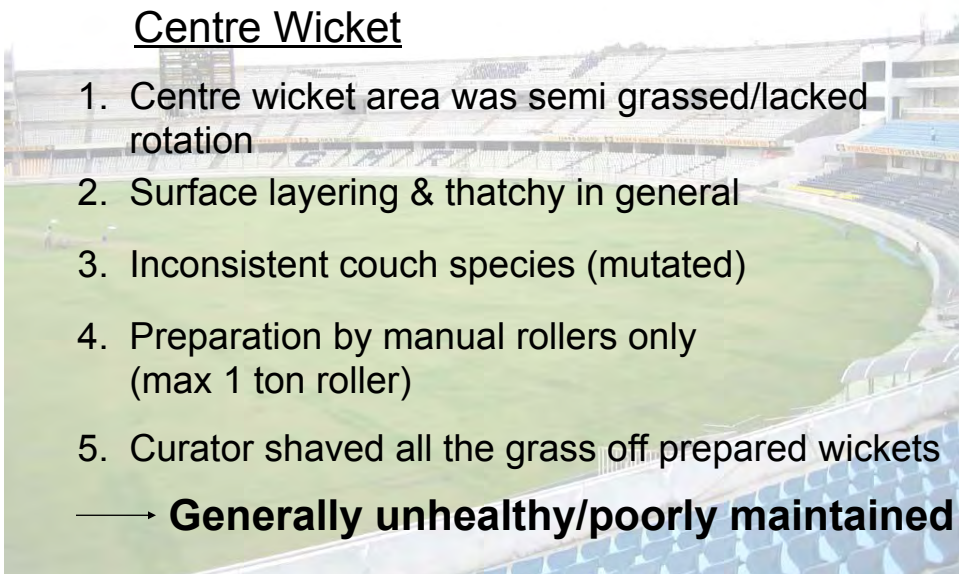 Centre Wicket
1. Centre wicket area was semi grassed/lacked
rotation
G M R
2. Surface layering & thatchy in general
3. Inconsistent couch species (mutated)
4. Preparation by manual rollers only
(max 1 ton roller)
5. Curator shaved all the grass off prepared wickets
Generally unhealthy/poorly maintained